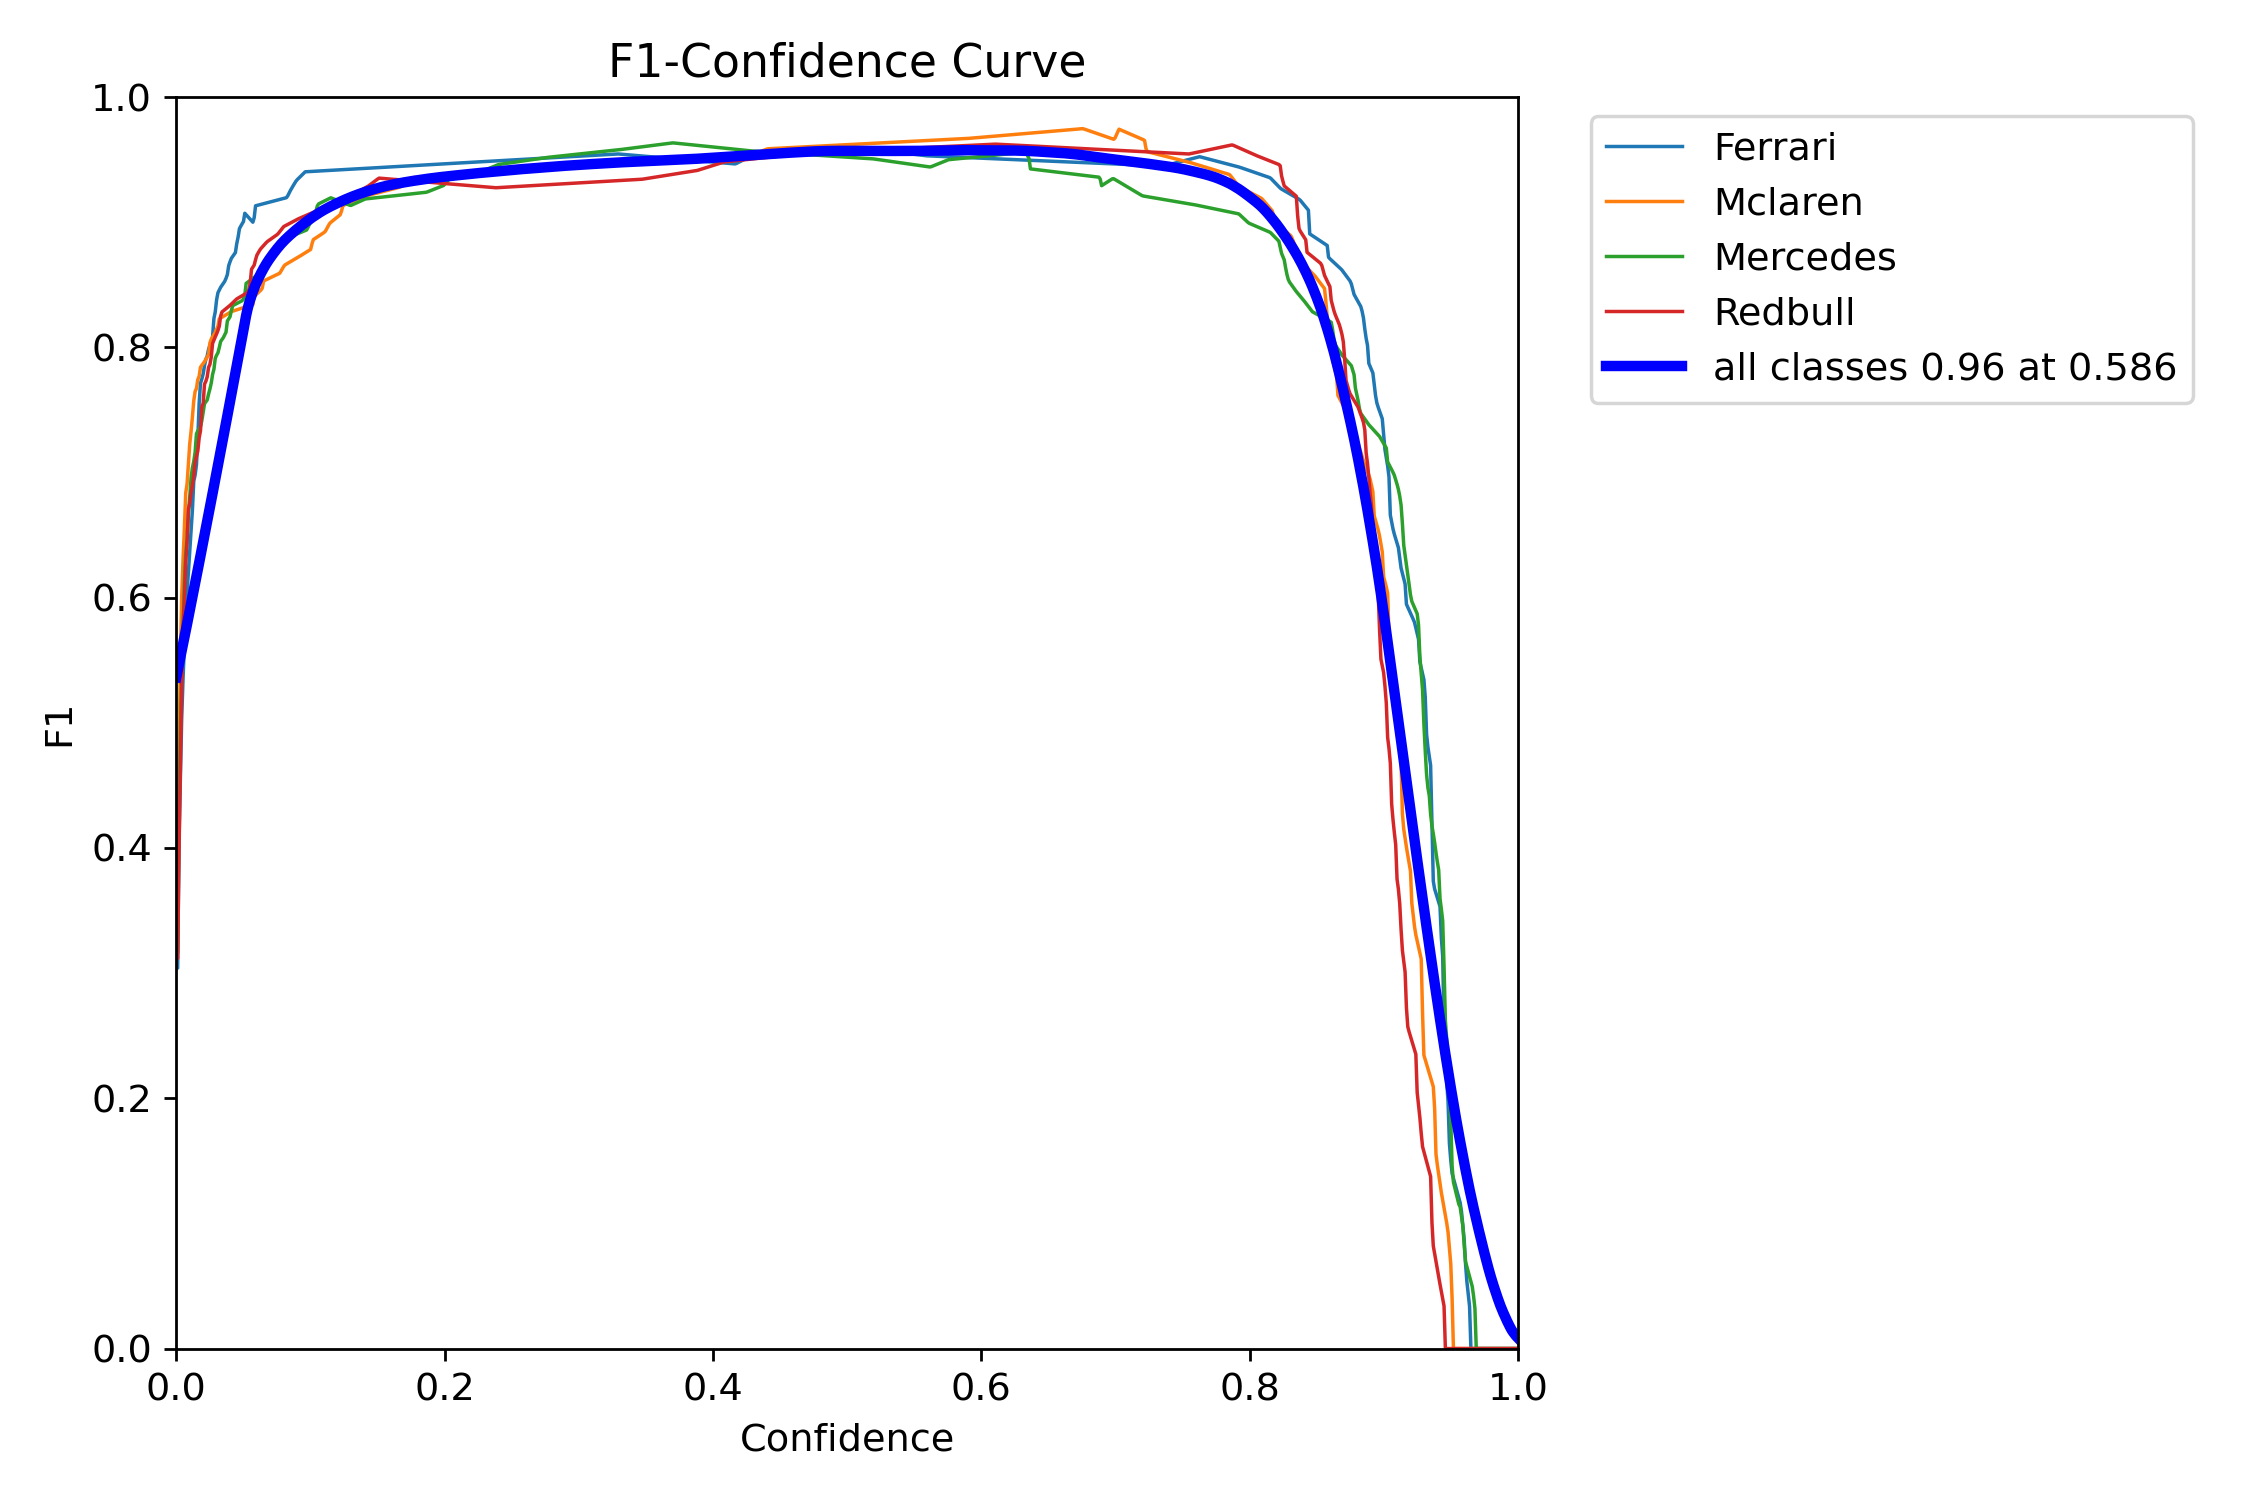 F1-Confidence Curve
1.0
0.8
0.6
0.4
0.2
0.0
F1
0.0 0.2 0.4 0.6 0.8 1.0
Confidence
Ferrari
Mclaren
Mercedes
Redbull
all classes 0.96 at 0.586